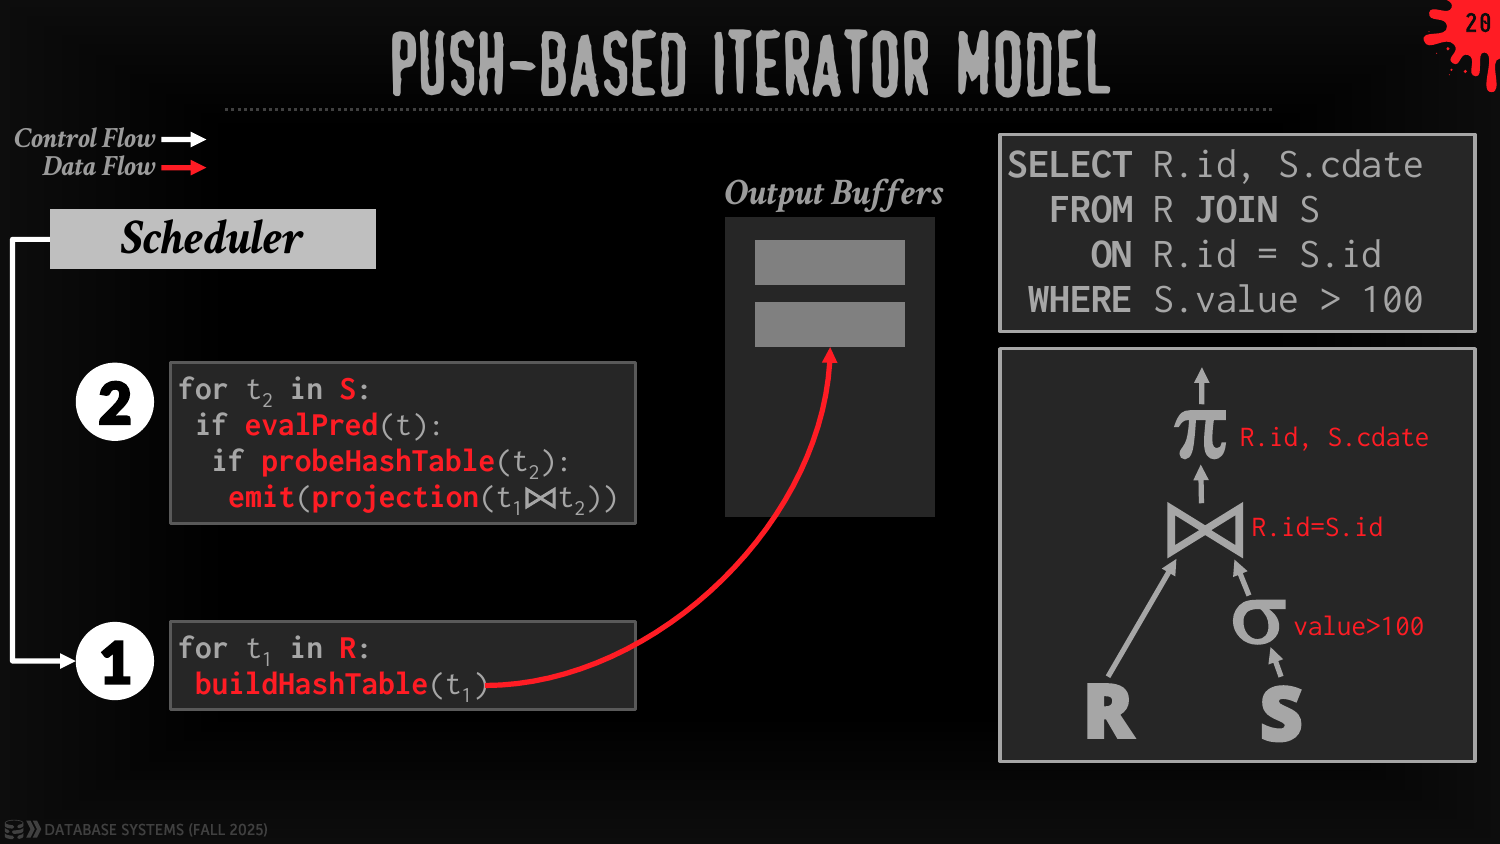 20
PUSH-BASED ITERATOR MODEL
Control Flow
Data Flow
Scheduler
Output Buffers
SELECT R.id, S.cdate
FROM R JOIN S
ON R.id = S.id
WHERE S.value > 100
2
for t2 in S:
if evalPred(t):
if probeHashTable(t2):
emit(projection(t1⋈t2))
1
for t1 in R:
buildHashTable(t1)
π R.id, S.cdate
⋈ R.id=S.id
σ value>100
R S
DATABASE SYSTEMS (FALL 2025)